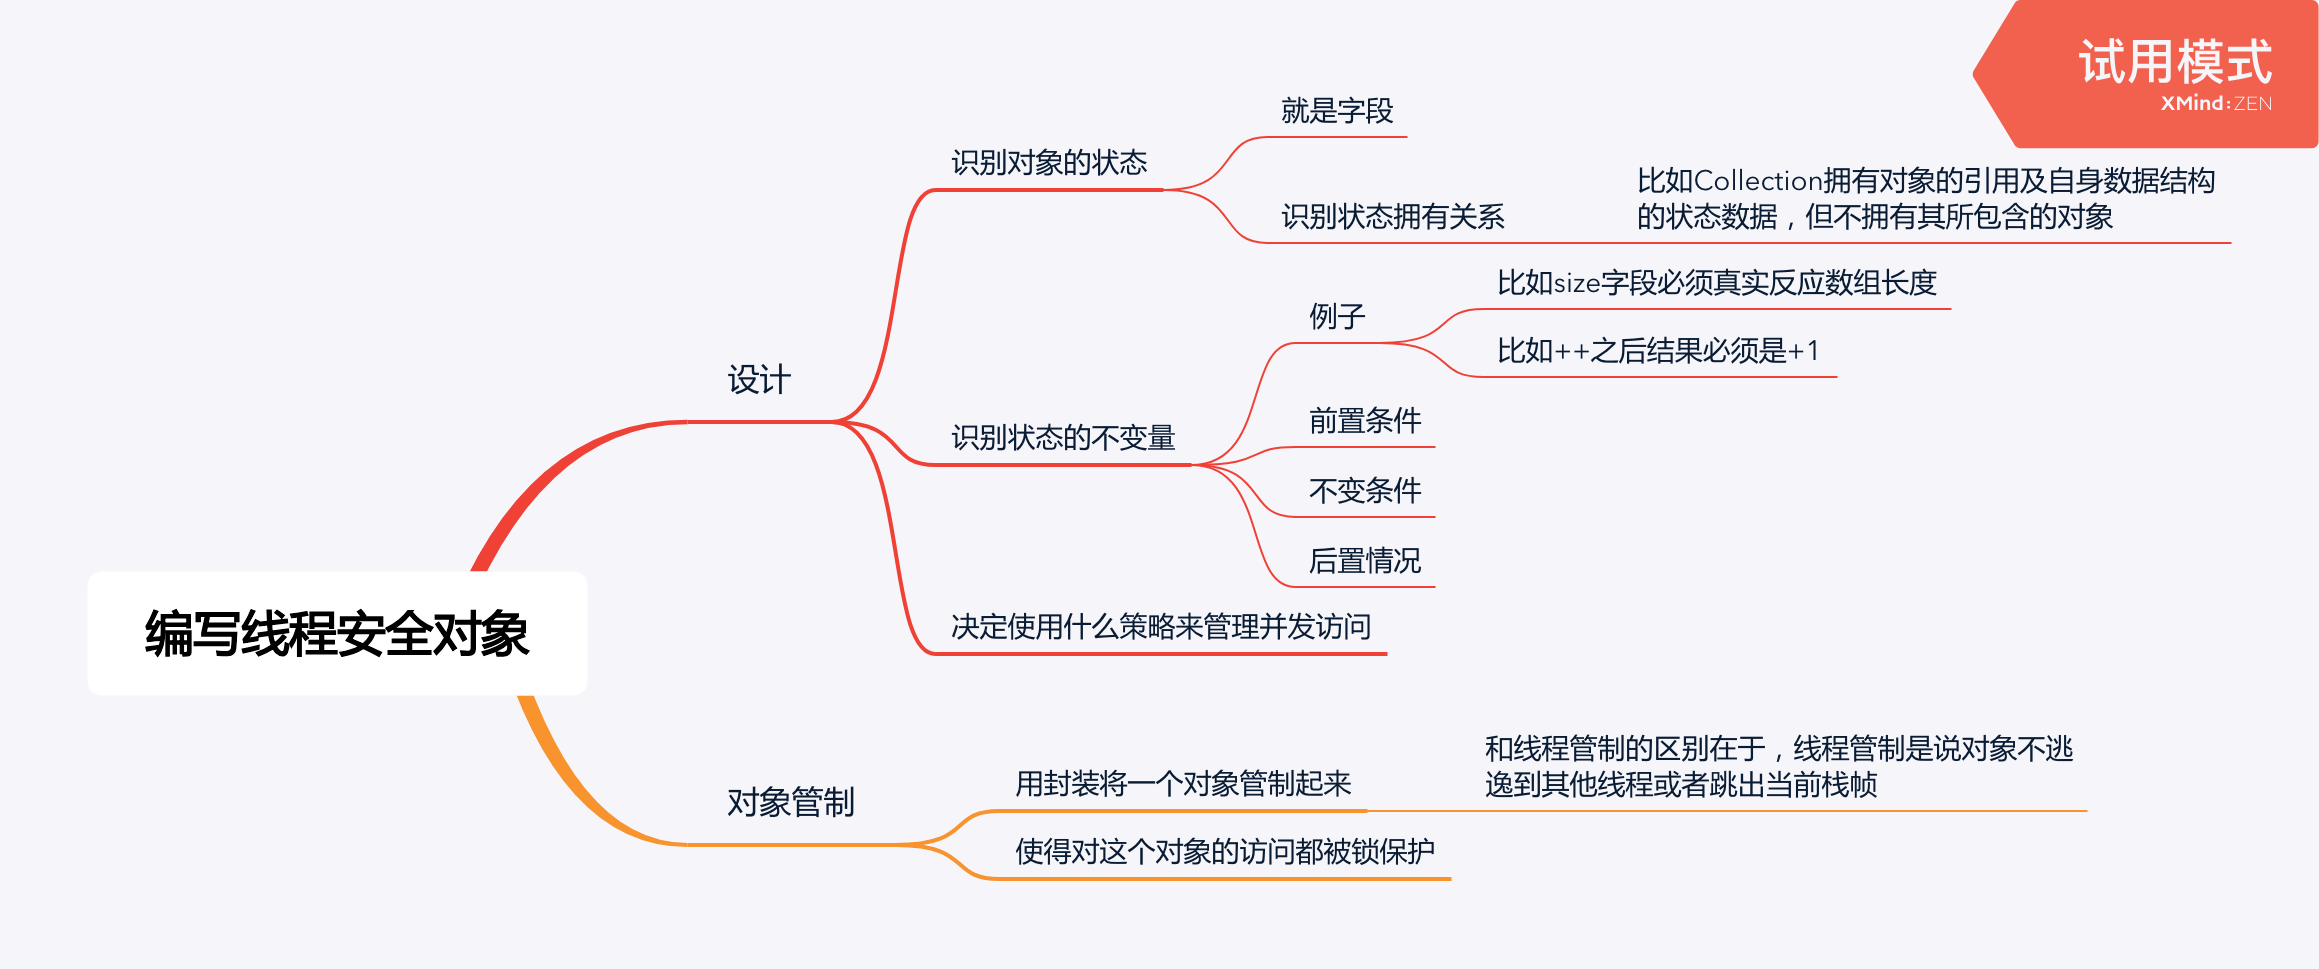 试用模式
XMind:ZEN
编写线程安全对象
设计
识别对象的状态
就是字段
识别状态拥有关系
比如Collection拥有对象的引用及自身数据结构
的状态数据，但不拥有其所包含的对象
识别状态的不变量
例子
比如size字段必须真实反应数组长度
比如++之后结果必须是+1
前置条件
不变条件
后置情况
决定使用什么策略来管理并发访问
对象管制
用封装将一个对象管制起来
和线程管制的区别在于，线程管制是说对象不逃
逸到其他线程或者跳出当前栈帧
使得对这个对象的访问都被锁保护